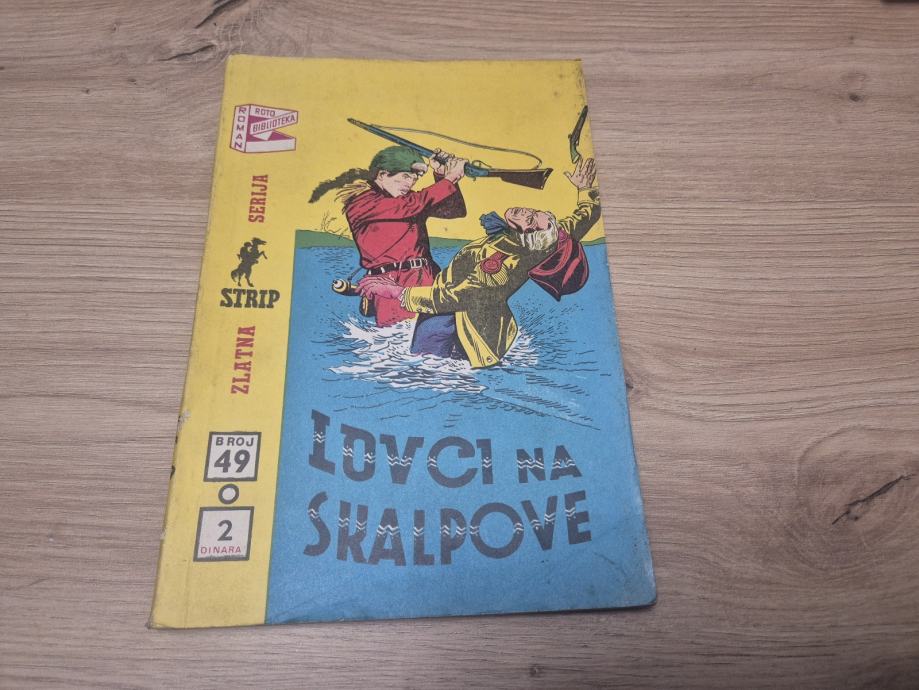 ROMAN
ROTO
BIBLIOTEKA
ZLATNA STRIP SERIJA
BROJ
49
2
DINARA
LOVCI NA
SKALPOVE